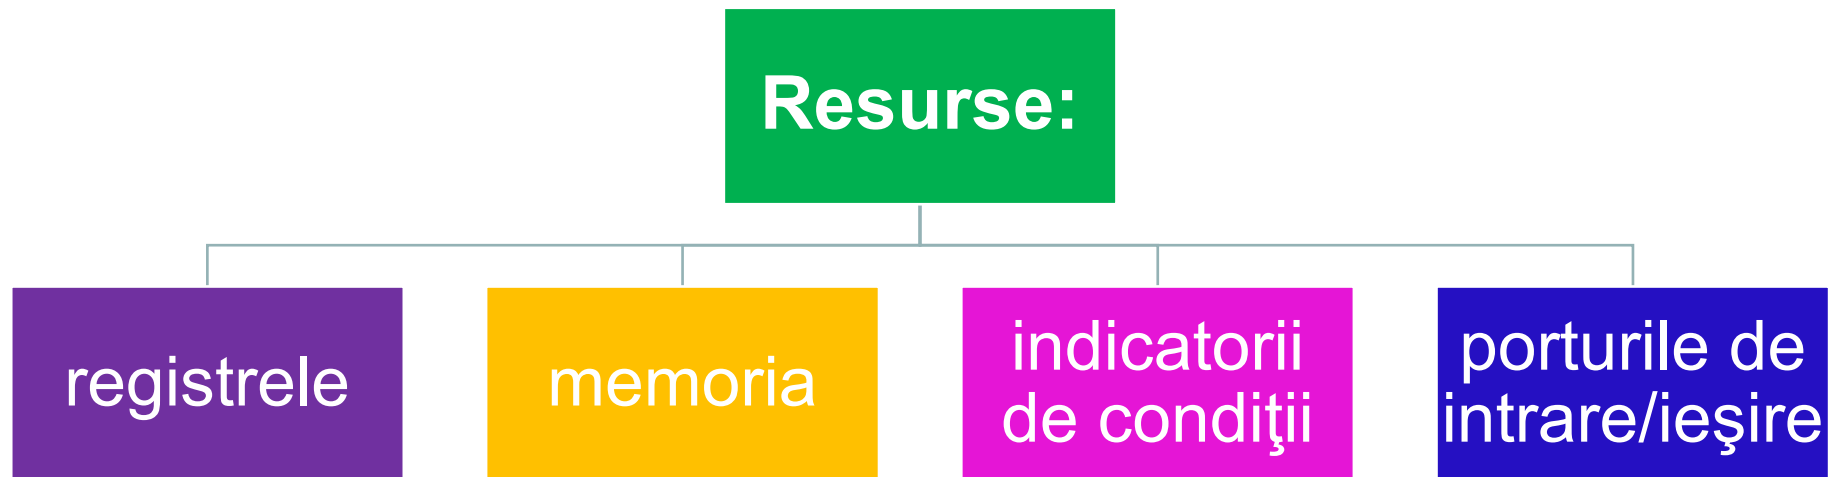 Resurse:
registrele
memoria
indicatorii
de condiţii
porturile de
intrare/ieşire